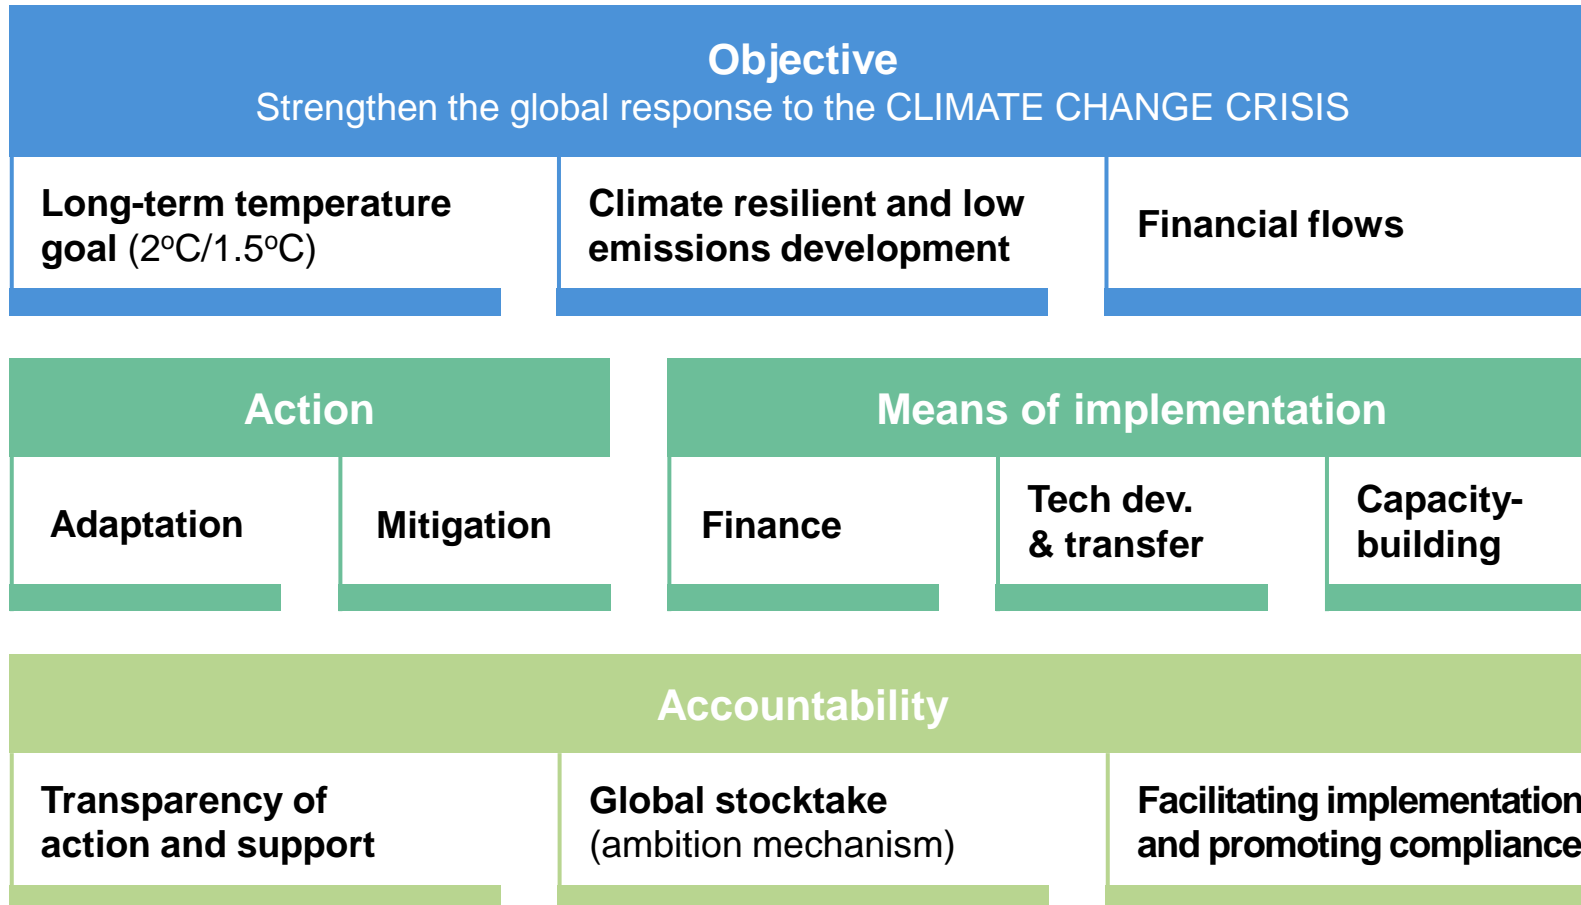 Objective
Strengthen the global response to the CLIMATE CHANGE CRISIS
Long-term temperature
goal (2ºC/1.5ºC)
Climate resilient and low
emissions development
Financial flows
Action
Means of implementation
Adaptation
Mitigation
Finance
Tech dev.
& transfer
Capacity-
building
Accountability
Transparency of
action and support
Global stocktake
(ambition mechanism)
Facilitating implementation
and promoting compliance